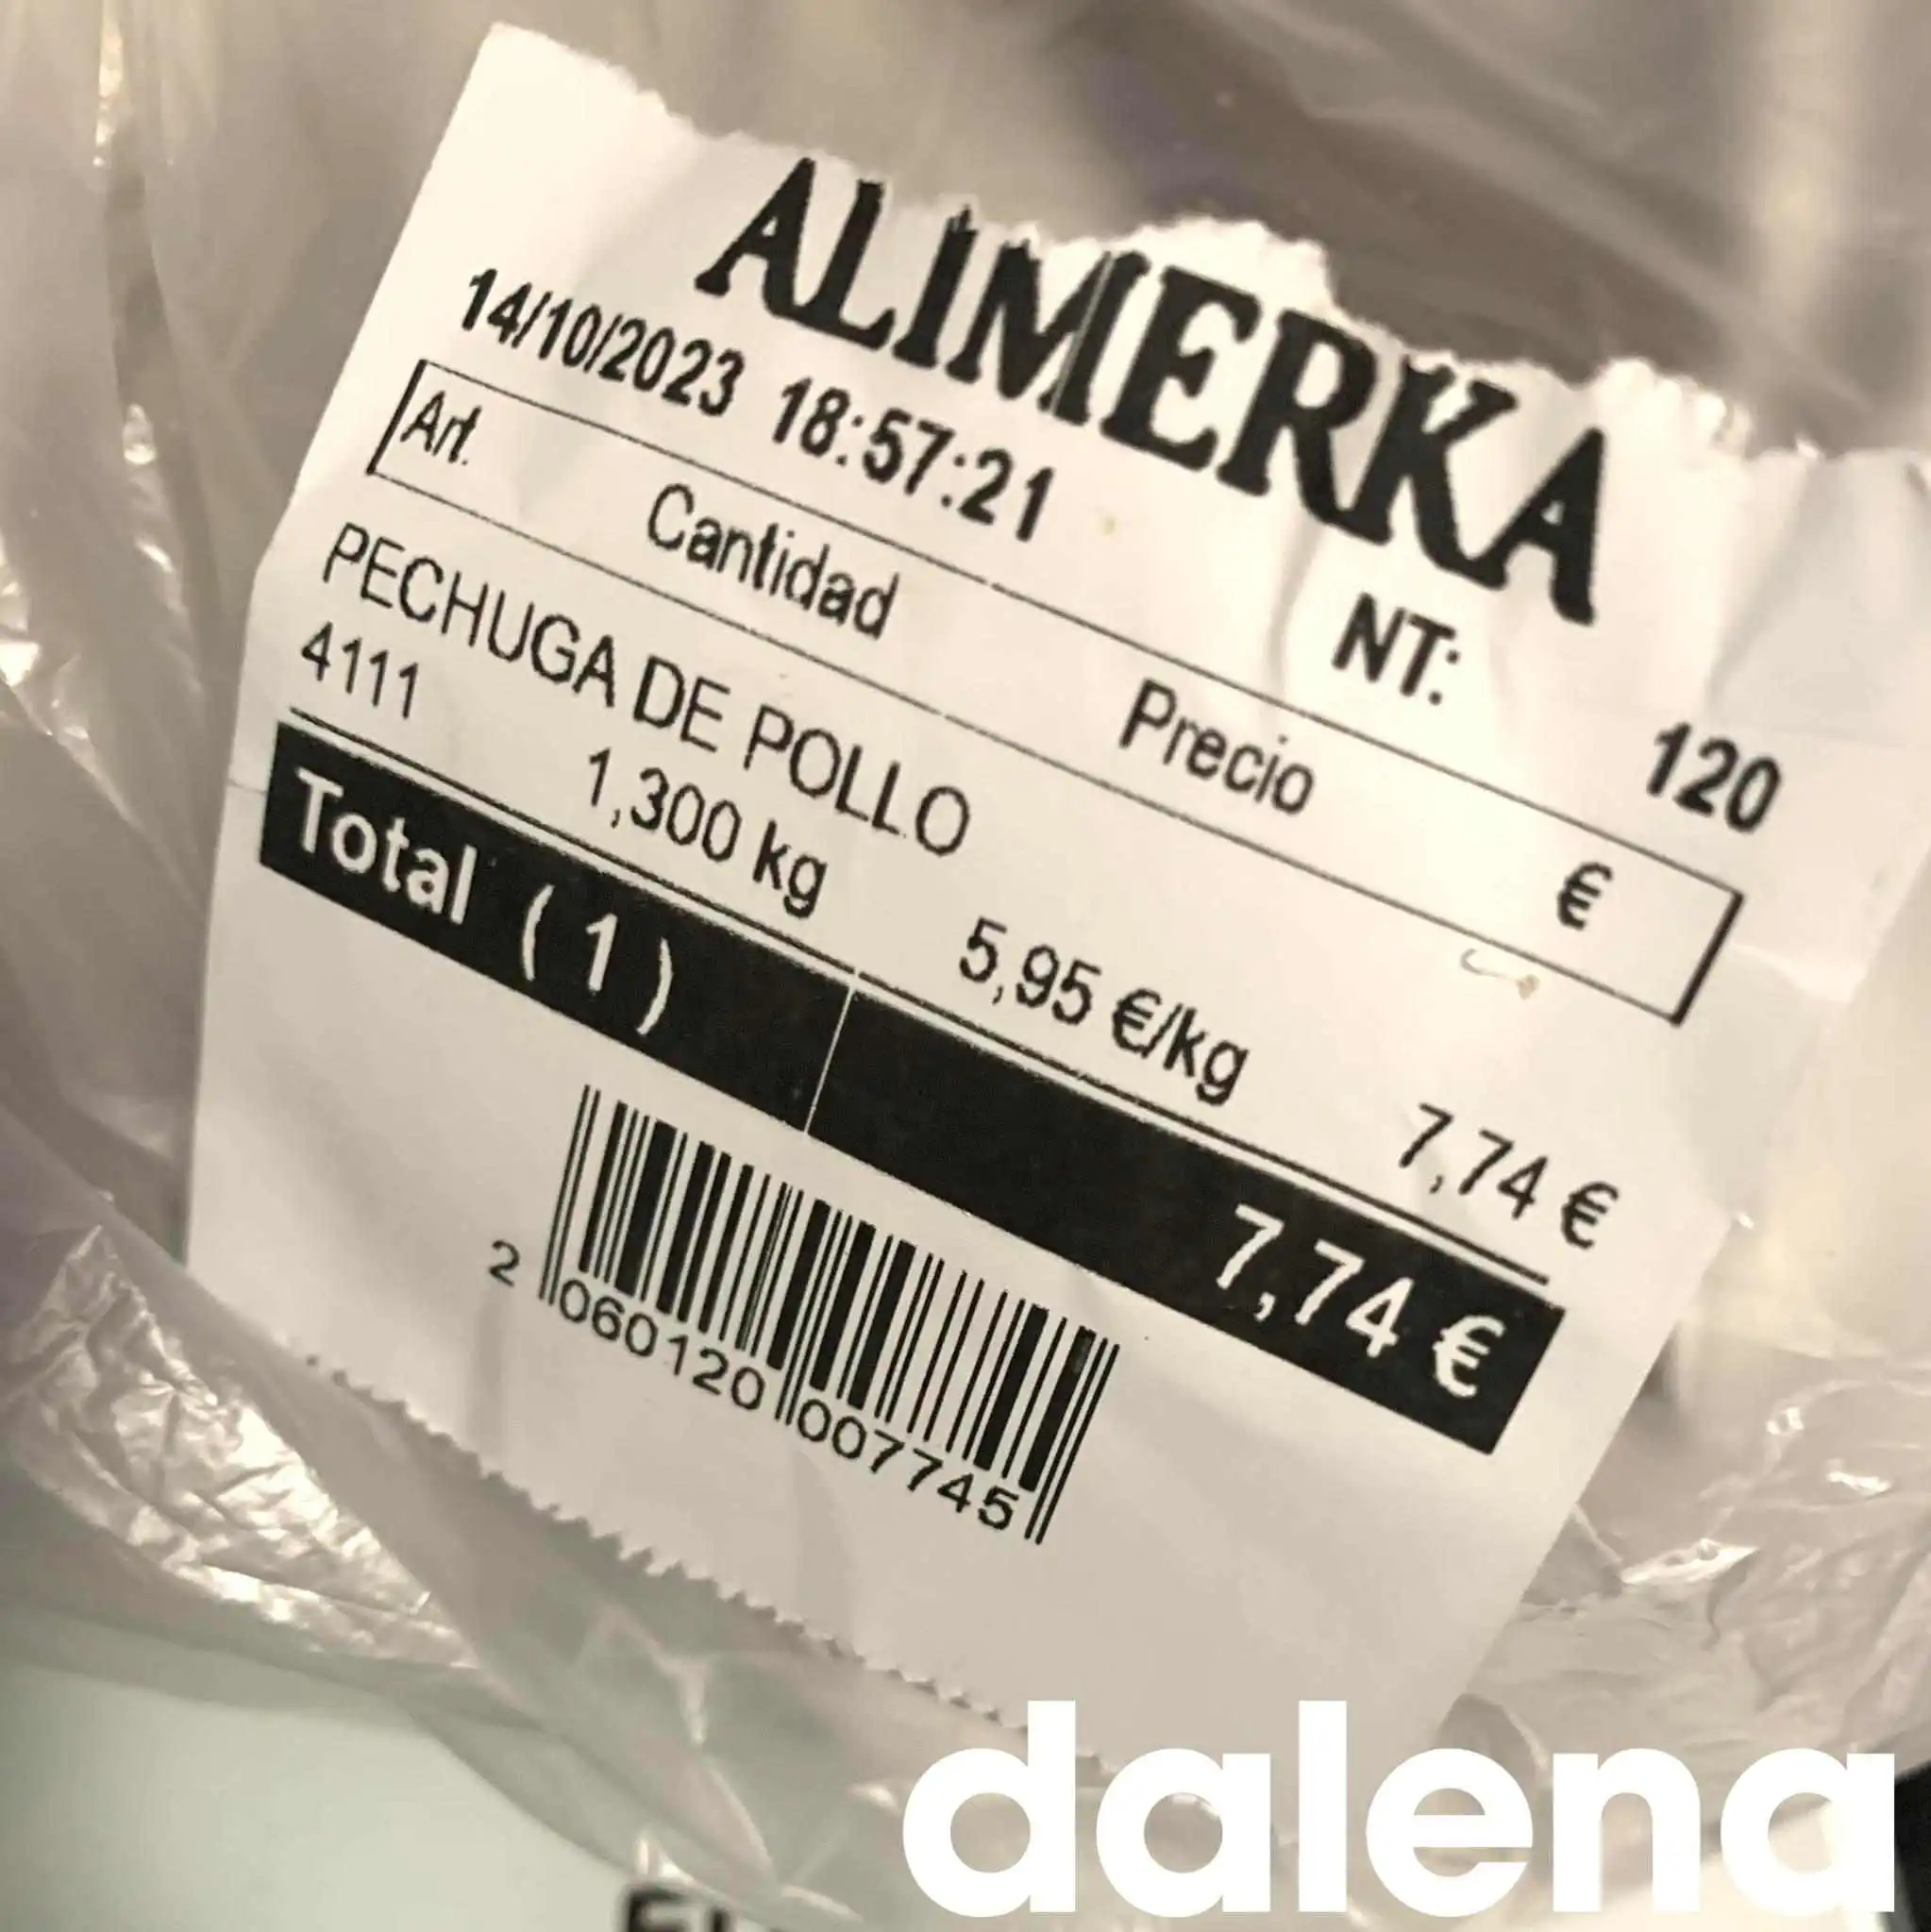 ALIMERKA
14/10/2023 18:57:21 NT: 120
Art. Cantidad Precio €
PECHUGA DE POLLO
4111 1,300 kg 5,95 €/kg 7,74 €
Total ( 1 ) 7,74 €
2 060120 007745
dalena